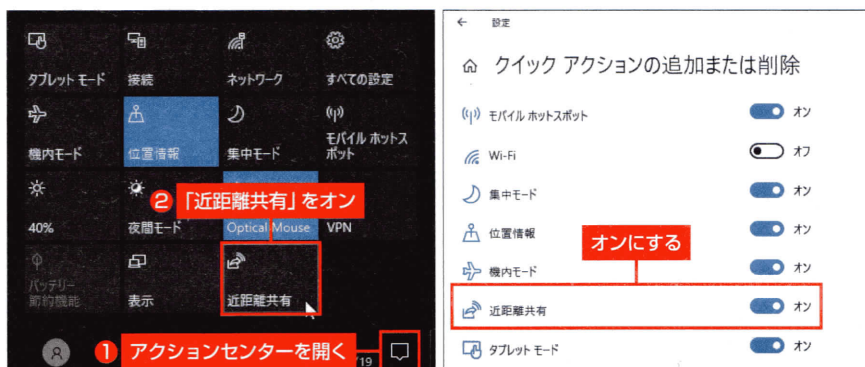 タブレット モード
接続
ネットワーク
すべての設定
機内モード
位置情報
集中モード
モバイル ホットス
ポット
❷ 「近距離共有」をオン
40%
夜間モード
Optical Mouse
VPN
バッテリー
節約機能
表示
近距離共有
❶ アクションセンターを開く
/19
← 設定
クイック アクションの追加または削除
モバイル ホットスポット オン
Wi-Fi オフ
集中モード オン
位置情報 オン
オンにする
機内モード オン
近距離共有 オン
タブレット モード オン